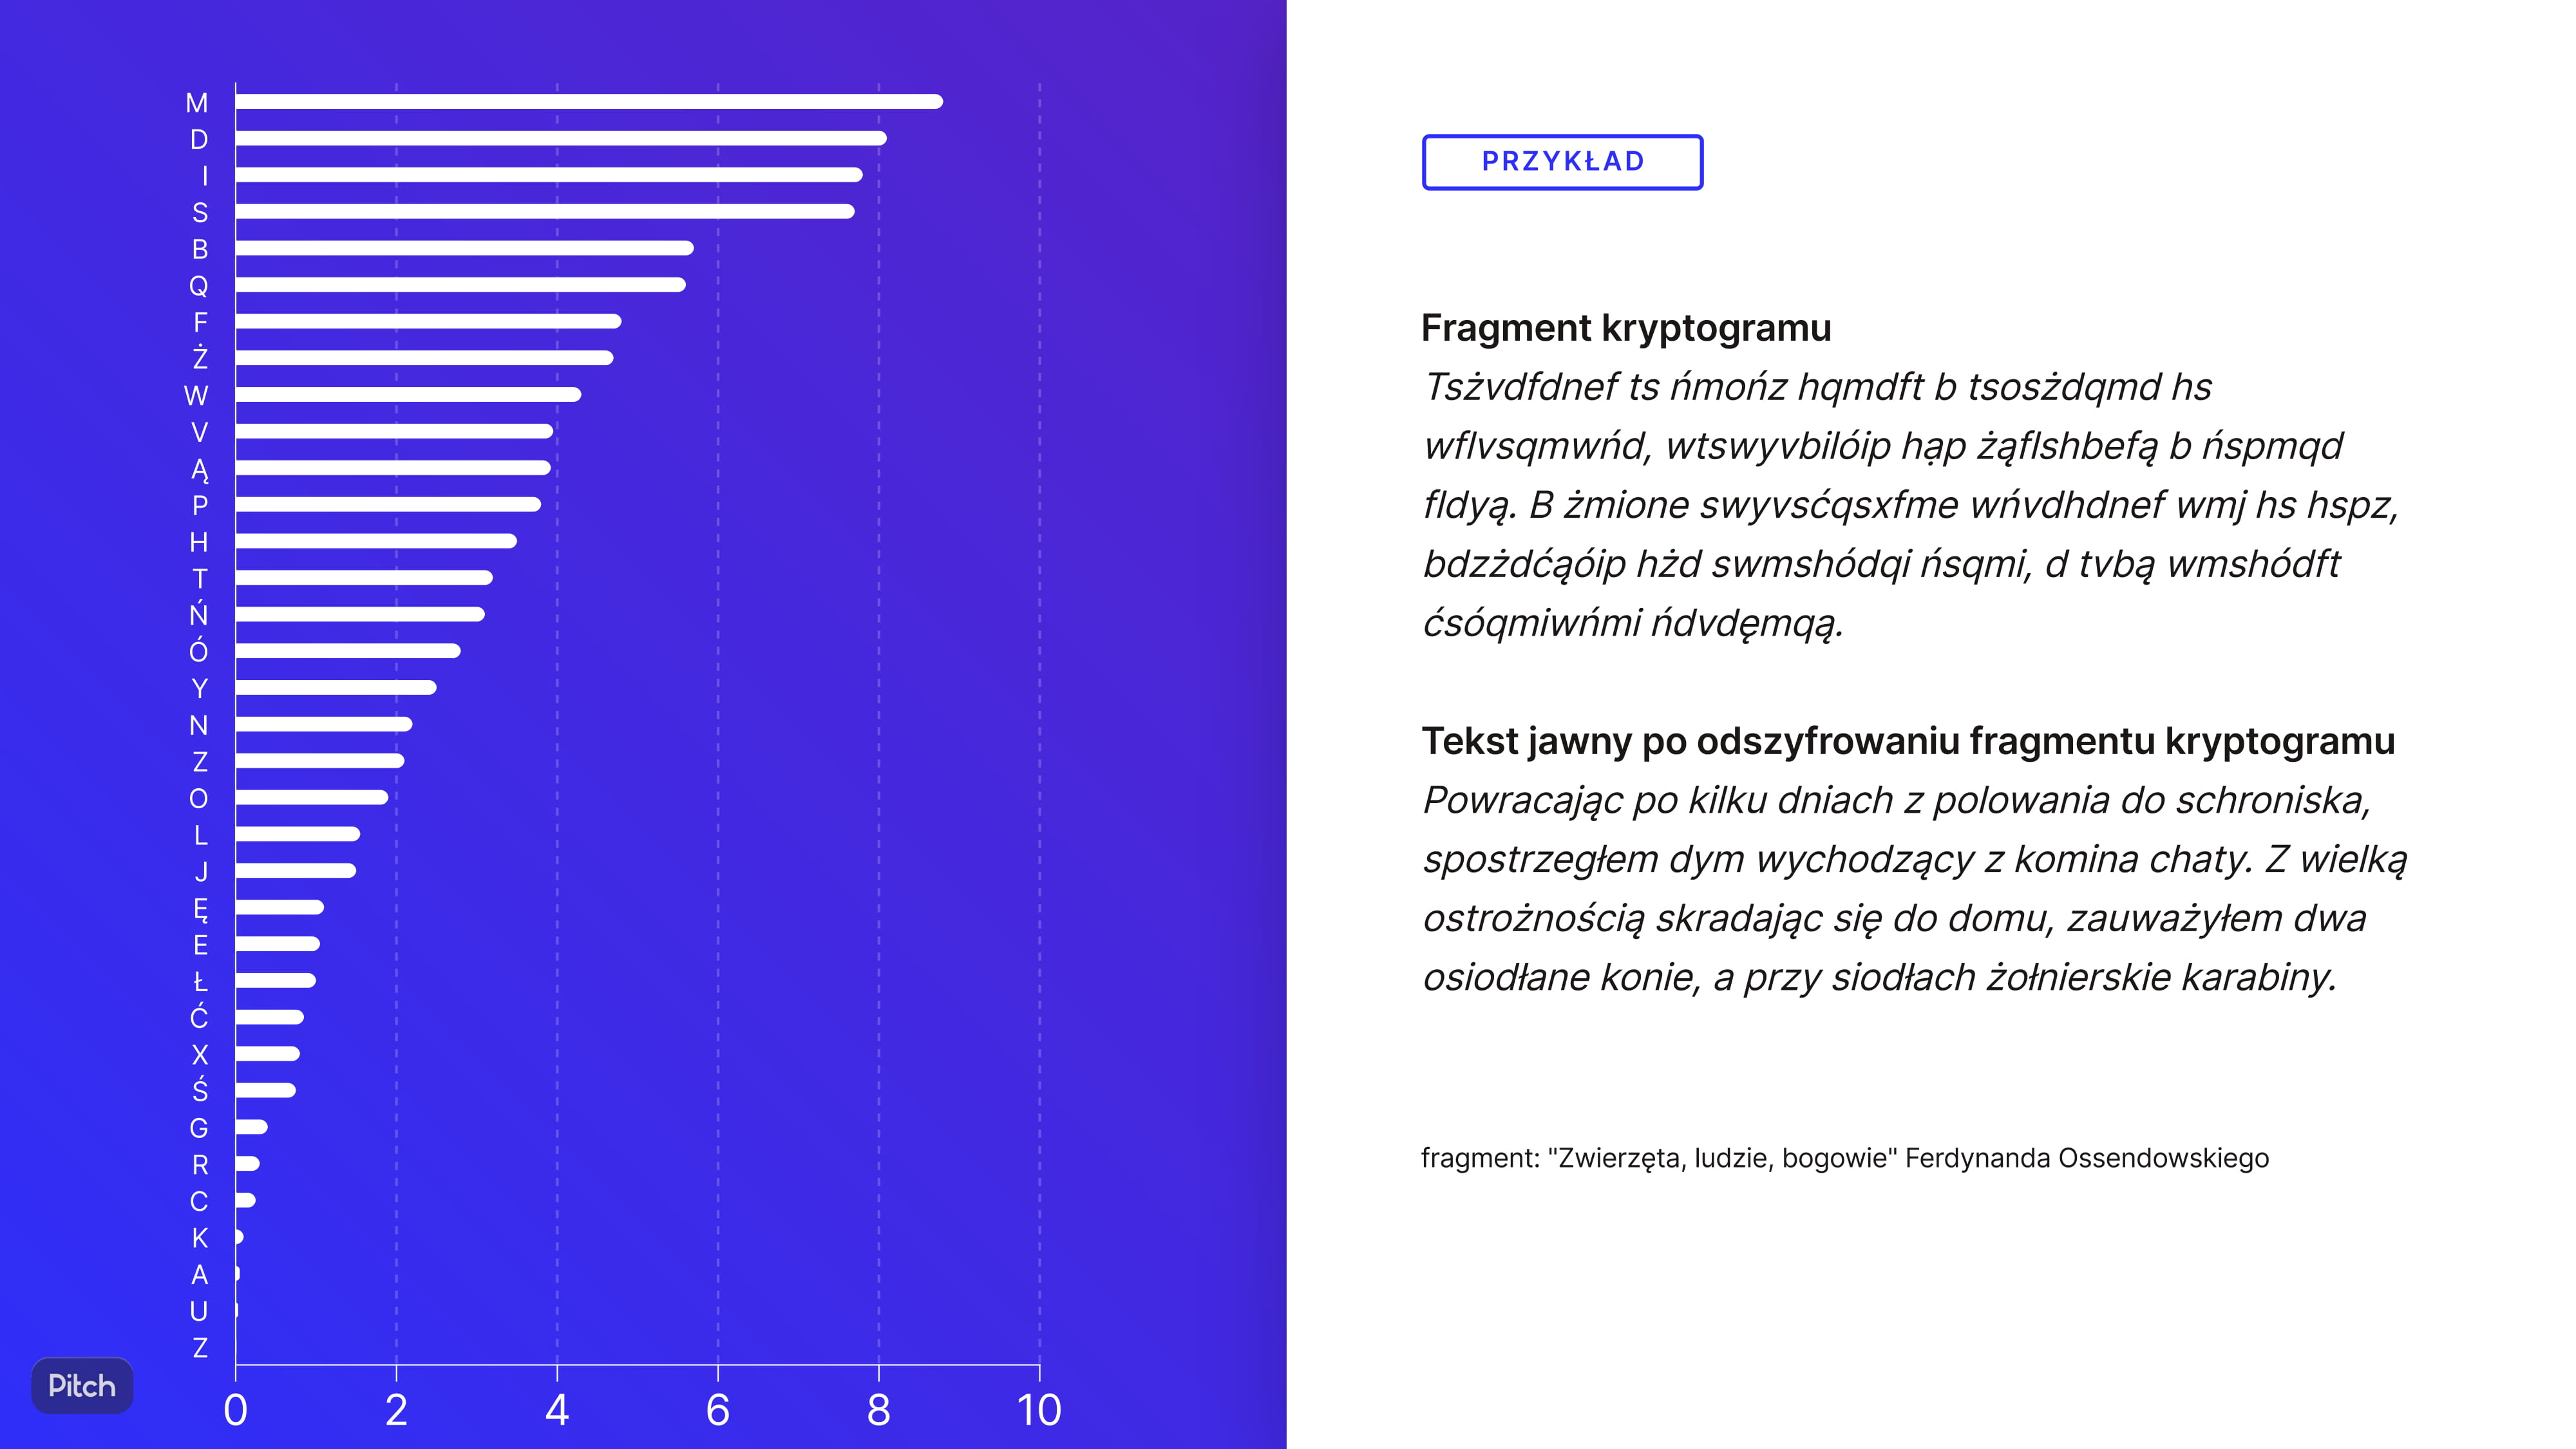 M
D
I
S
B
Q
F
Ż
W
V
Ą
P
H
T
Ń
Ó
Y
N
Z
O
L
J
Ę
E
Ł
Ć
X
Ś
G
R
C
K
A
U
Z
0 2 4 6 8 10
Pitch
PRZYKŁAD
Fragment kryptogramu
Tsżvdfdnef ts ńmońz hqmdft b tsosżdqmd hs
wflvsqmwńd, wtswyvbilóip hạp żąflshbefą b ńspmqd
fldyą. B żmione swyvsćqsxfme wńvdhdnef wmj hs hspz,
bdzżdćąóip hżd swmshódqi ńsqmi, d tvbą wmshódft
ćsóqmiwńmi ńdvdęmqą.
Tekst jawny po odszyfrowaniu fragmentu kryptogramu
Powracając po kilku dniach z polowania do schroniska,
spostrzegłem dym wychodzący z komina chaty. Z wielką
ostrożnością skradając się do domu, zauważyłem dwa
osiodłane konie, a przy siodłach żołnierskie karabiny.
fragment: "Zwierzęta, ludzie, bogowie" Ferdynanda Ossendowskiego